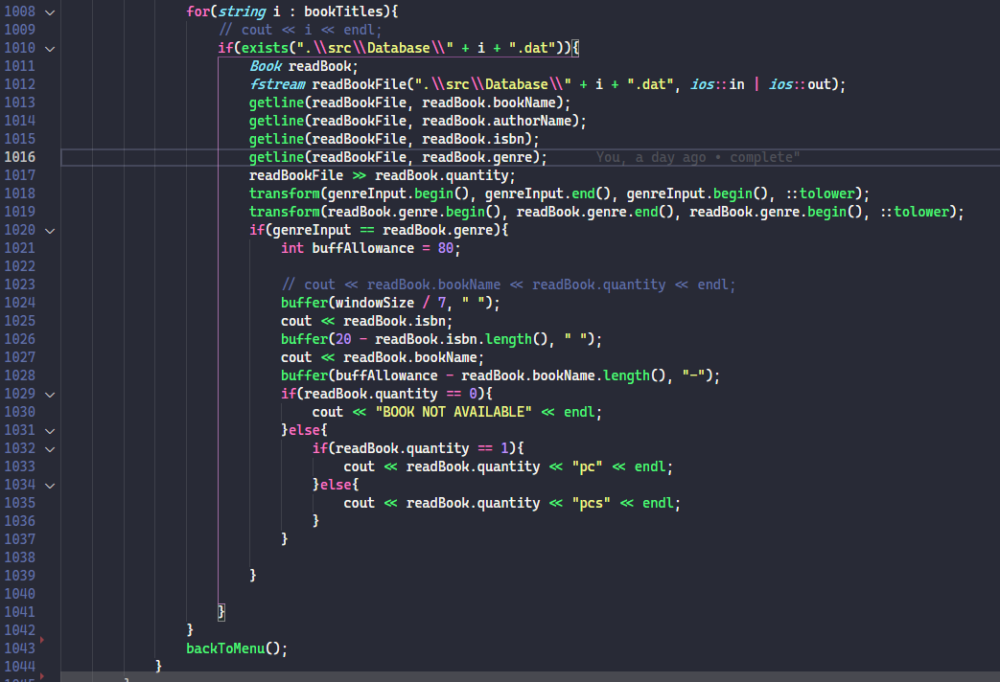 1008 for(string i : bookTitles){
1009 // cout << i << endl;
1010 if(exists(".\\src\\Database\\" + i + ".dat")){
1011 Book readBook;
1012 fstream readBookFile(".\\src\\Database\\" + i + ".dat", ios::in | ios::out);
1013 getline(readBookFile, readBook.bookName);
1014 getline(readBookFile, readBook.authorName);
1015 getline(readBookFile, readBook.isbn);
1016 getline(readBookFile, readBook.genre); You, a day ago • complete"
1017 readBookFile >> readBook.quantity;
1018 transform(genreInput.begin(), genreInput.end(), genreInput.begin(), ::tolower);
1019 transform(readBook.genre.begin(), readBook.genre.end(), readBook.genre.begin(), ::tolower);
1020 if(genreInput == readBook.genre){
1021 int buffAllowance = 80;
1022
1023 // cout << readBook.bookName << readBook.quantity << endl;
1024 buffer(windowSize / 7, " ");
1025 cout << readBook.isbn;
1026 buffer(20 - readBook.isbn.length(), " ");
1027 cout << readBook.bookName;
1028 buffer(buffAllowance - readBook.bookName.length(), "-");
1029 if(readBook.quantity == 0){
1030 cout << "BOOK NOT AVAILABLE" << endl;
1031 }else{
1032 if(readBook.quantity == 1){
1033 cout << readBook.quantity << "pc" << endl;
1034 }else{
1035 cout << readBook.quantity << "pcs" << endl;
1036 }
1037 }
1038
1039 }
1040
1041 }
1042 }
1043 backToMenu();
1044 }